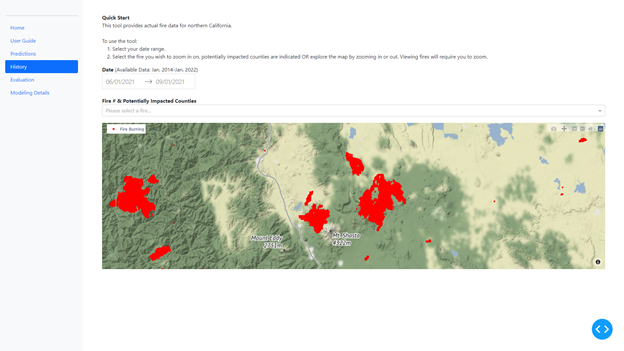 Quick Start
This tool provides actual fire data for northern California.
To use the tool:
1. Select your date range.
2. Select the fire you wish to zoom in on, potentially impacted counties are indicated OR explore the map by zooming in or out. Viewing fires will require you to zoom.
Home
User Guide
Predictions
History
Evaluation
Modeling Details
Date (Available Data: Jan. 2014-Jan. 2022)
06/01/2021 → 09/01/2021
Fire # & Potentially Impacted Counties
Please select a fire...
Fire Burning
Mount Eddy
Mt. Shasta
4322m